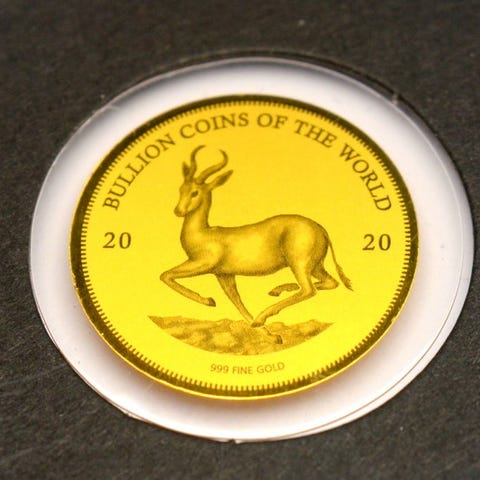 BULLION COINS OF THE WORLD
20 20
999 FINE GOLD